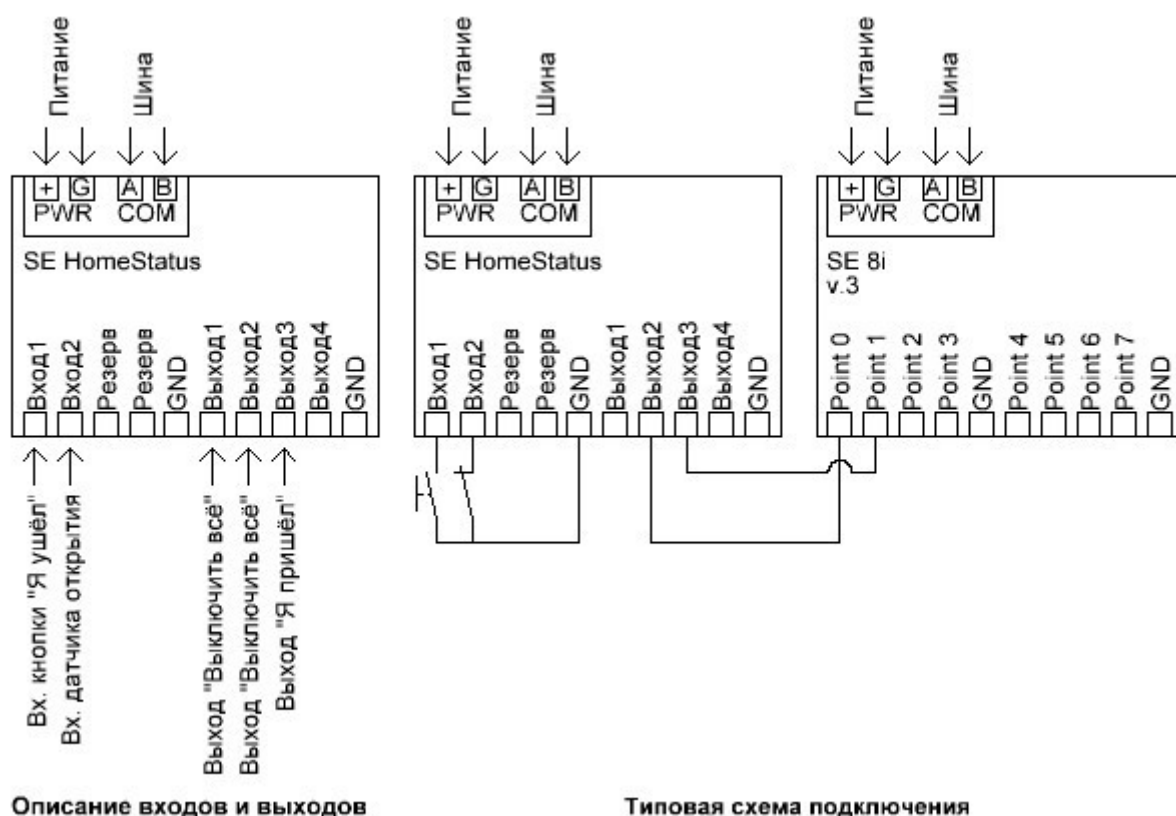 Питание
Шина
+ G A B
PWR COM
SE HomeStatus
Вход1
Вход2
Резерв
Резерв
GND
Выход1
Выход2
Выход3
Выход4
GND
Вх. кнопки "Я ушёл"
Вх. датчика открытия
Выход "Выключить всё"
Выход "Выключить всё"
Выход "Я пришёл"
Описание входов и выходов
Питание
Шина
+ G A B
PWR COM
SE HomeStatus
Вход1
Вход2
Резерв
Резерв
GND
Выход1
Выход2
Выход3
Выход4
GND
Питание
Шина
+ G A B
PWR COM
SE 8i
v.3
Point 0
Point 1
Point 2
Point 3
GND
Point 4
Point 5
Point 6
Point 7
GND
Типовая схема подключения